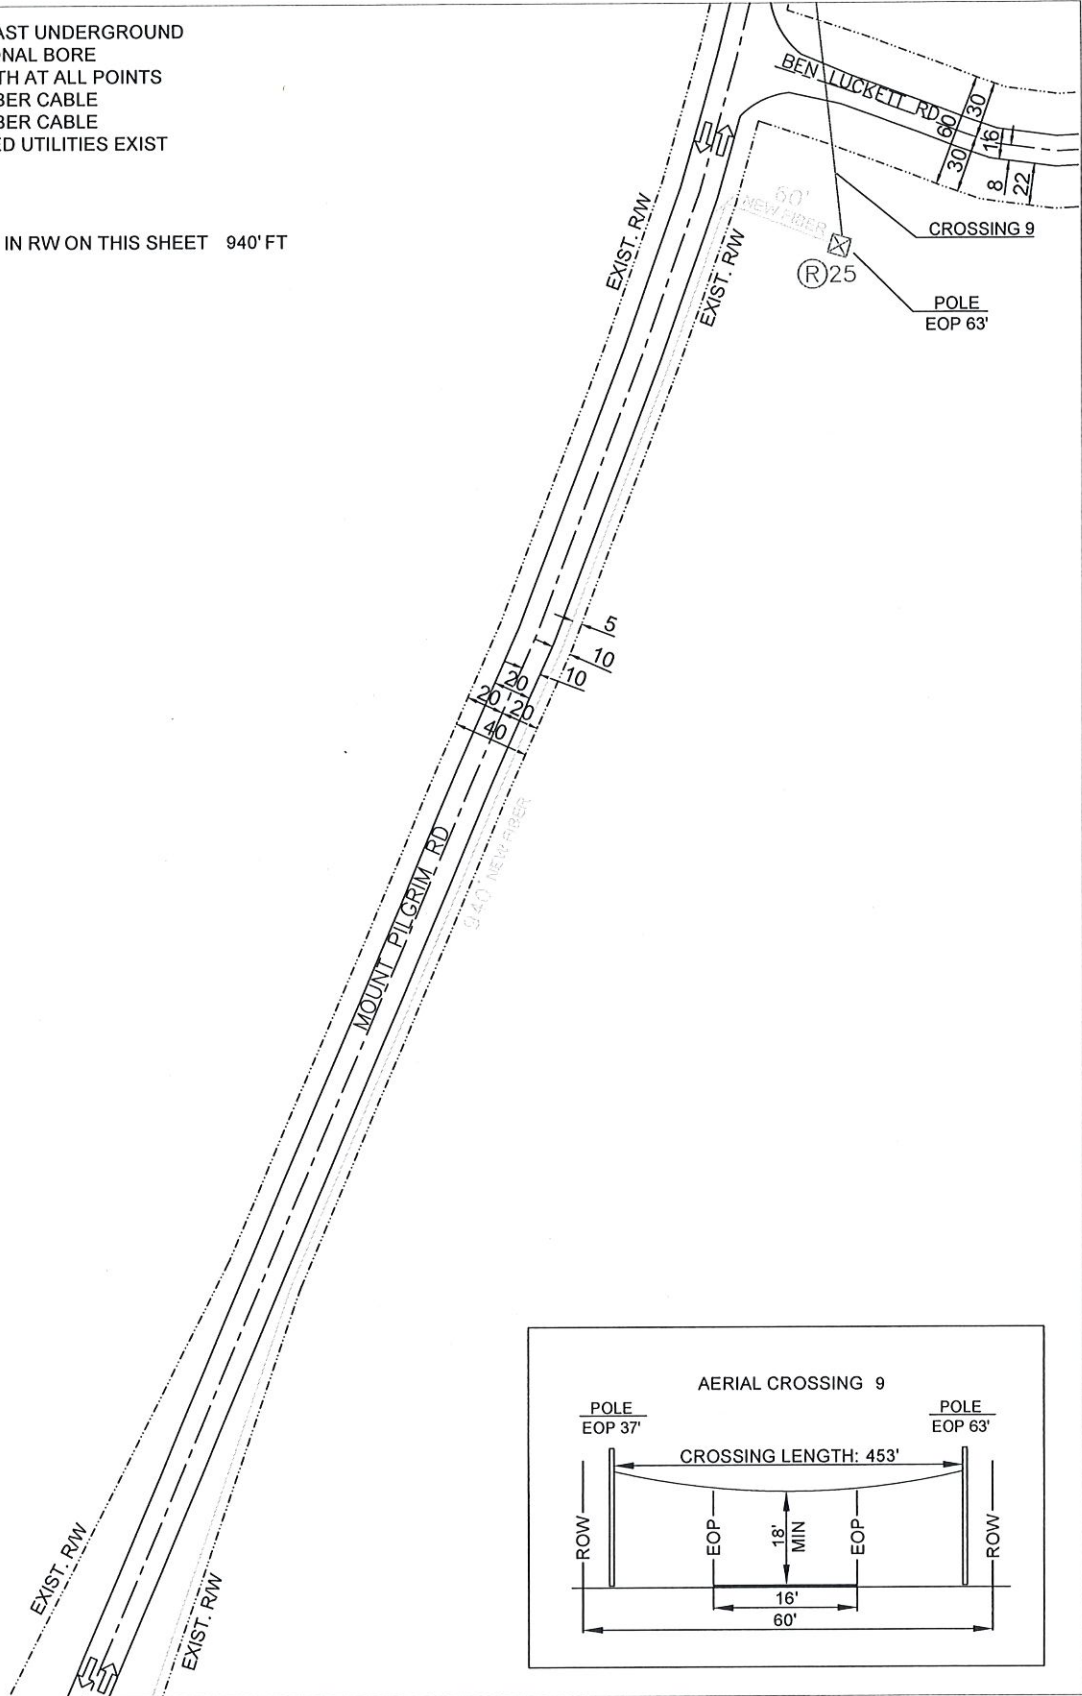 AST UNDERGROUND
ONAL BORE
TH AT ALL POINTS
BER CABLE
BER CABLE
ED UTILITIES EXIST
IN RW ON THIS SHEET 940' FT
BEN LUCKETT RD
60
30
30
16
8
22
CROSSING 9
60'
NEW FIBER
R 25
POLE
EOP 63'
EXIST. R/W
EXIST. R/W
5
10
10
20
20
20
40
940' NEW FIBER
MOUNT PILGRIM RD
EXIST. R/W
EXIST. R/W
AERIAL CROSSING 9
POLE
EOP 37'
POLE
EOP 63'
CROSSING LENGTH: 453'
ROW
EOP
18'
MIN
EOP
ROW
16'
60'